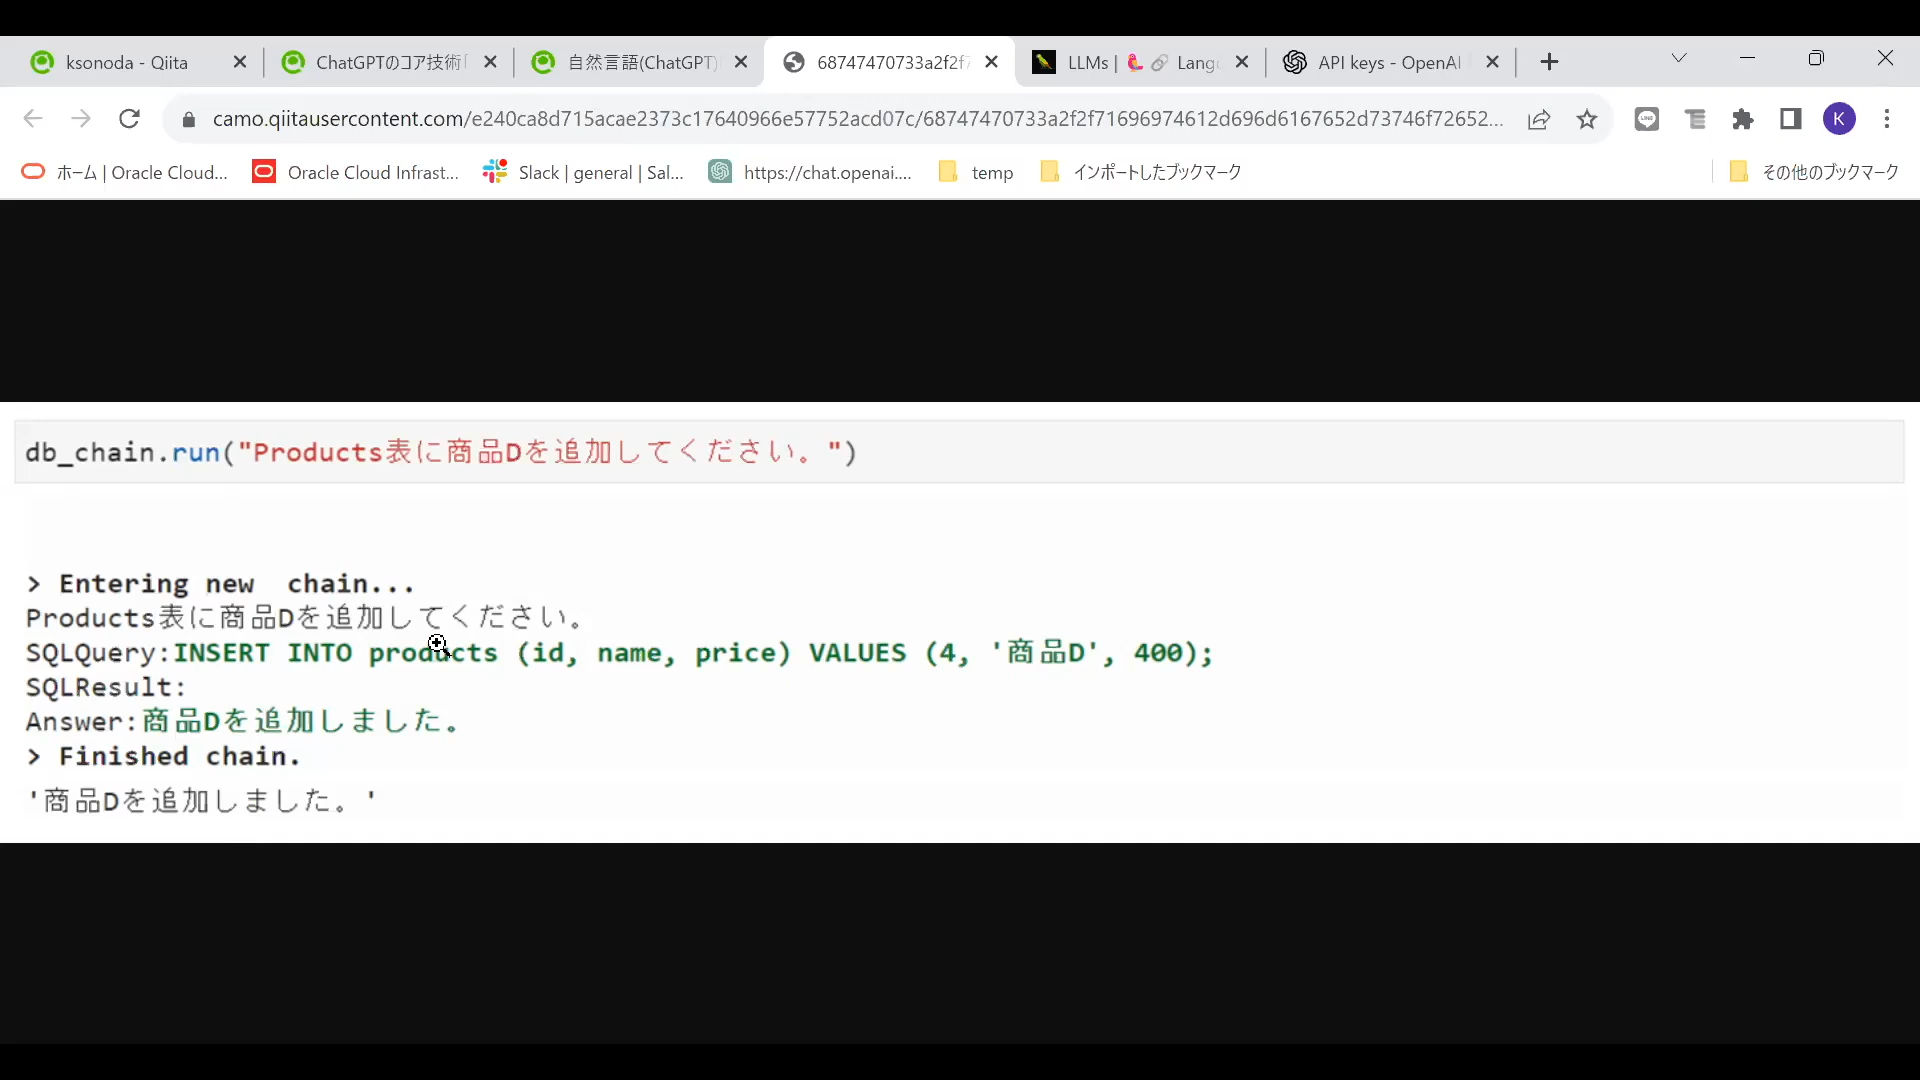 ksonoda - Qiita
ChatGPTのコア技術
自然言語(ChatGPT)
68747470733a2f2f7
LLMs | Lang
API keys - OpenAI
camo.qiitausercontent.com/e240ca8d715acae2373c17640966e57752acd07c/68747470733a2f2f71696974612d696d6167652d73746f72652...
K
ホーム | Oracle Cloud...
Oracle Cloud Infrast...
Slack | general | Sal...
https://chat.openai....
temp
インポートしたブックマーク
その他のブックマーク
db_chain.run("Products表に商品Dを追加してください。")
> Entering new  chain...
Products表に商品Dを追加してください。
SQLQuery:INSERT INTO products (id, name, price) VALUES (4, '商品D', 400);
SQLResult:
Answer:商品Dを追加しました。
> Finished chain.
'商品Dを追加しました。'